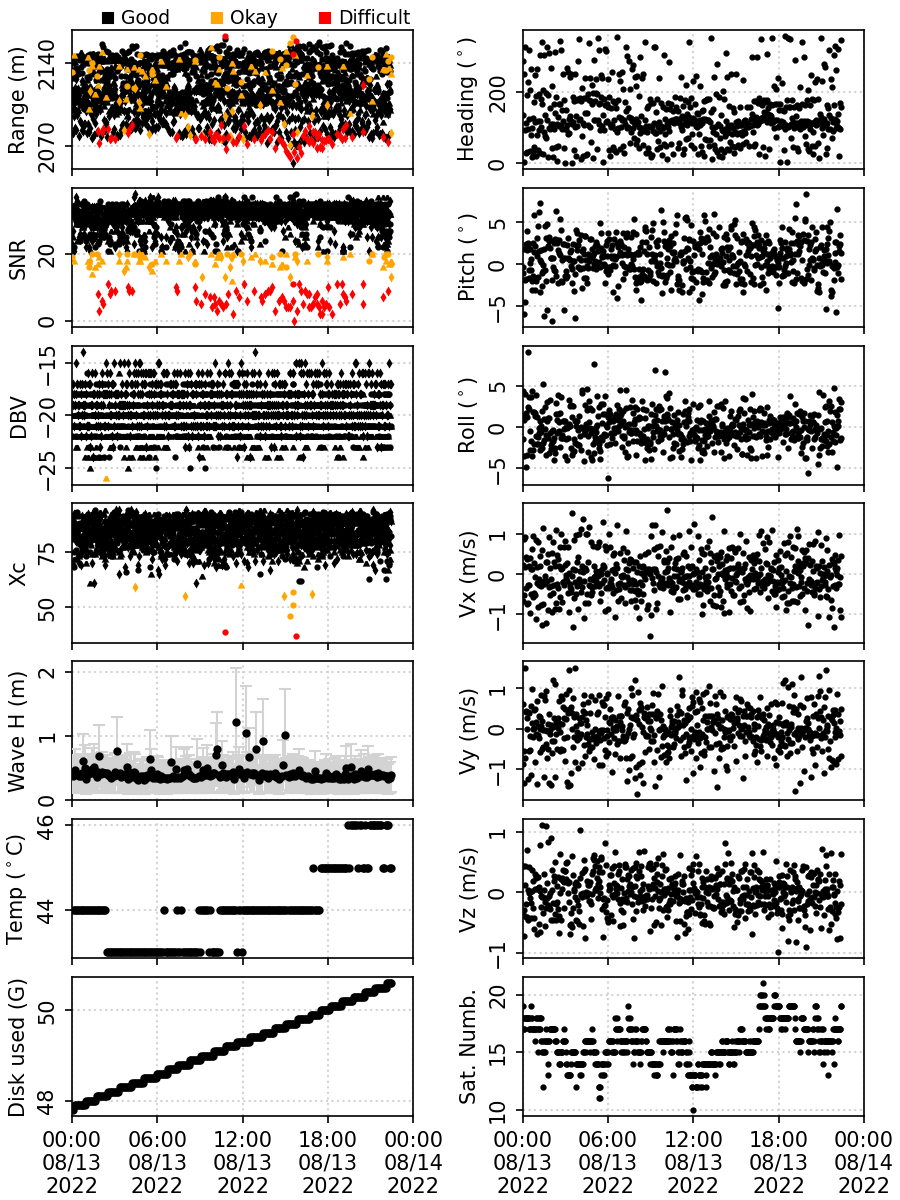 Good Okay Difficult
Range (m)
2140
2070
Heading (°)
200
0
SNR
20
0
Pitch (°)
5
0
−5
DBV
−15
−20
−25
Roll (°)
5
0
−5
Xc
75
50
Vx (m/s)
1
0
−1
Wave H (m)
2
1
0
Vy (m/s)
1
0
−1
Temp (°C)
46
44
Vz (m/s)
1
0
−1
Disk used (G)
50
48
Sat. Numb.
20
15
10
00:00 06:00 12:00 18:00 00:00
08/13 08/13 08/13 08/13 08/14
2022 2022 2022 2022 2022
00:00 06:00 12:00 18:00 00:00
08/13 08/13 08/13 08/13 08/14
2022 2022 2022 2022 2022